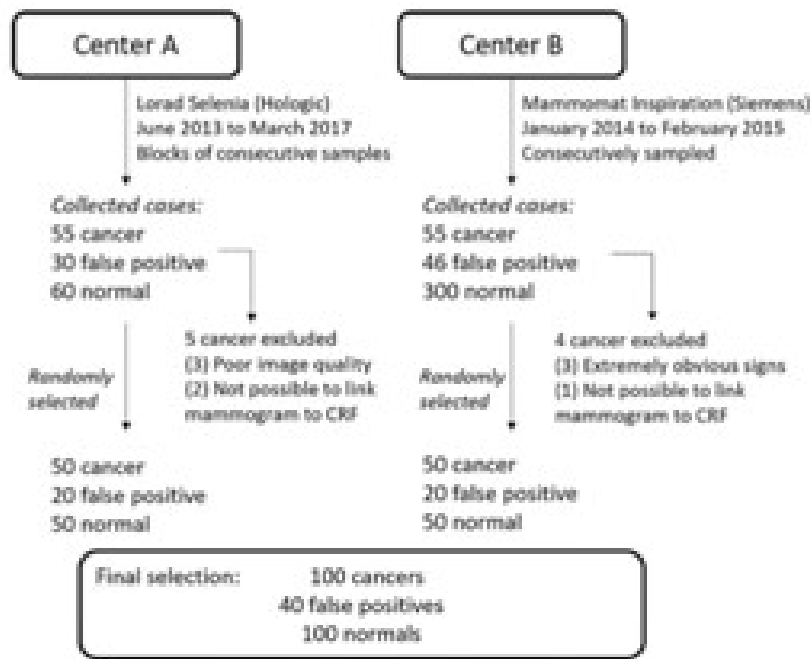 Center A
Lorad Selenia (Hologic)
June 2013 to March 2017
Blocks of consecutive samples
Collected cases:
55 cancer
30 false positive
60 normal
5 cancer excluded
(3) Poor image quality
(2) Not possible to link
mammogram to CRF
Randomly
selected
50 cancer
20 false positive
50 normal
Center B
Mammomat Inspiration (Siemens)
January 2014 to February 2015
Consecutively sampled
Collected cases:
55 cancer
46 false positive
300 normal
4 cancer excluded
(3) Extremely obvious signs
(1) Not possible to link
mammogram to CRF
Randomly
selected
50 cancer
20 false positive
50 normal
Final selection: 100 cancers
40 false positives
100 normals